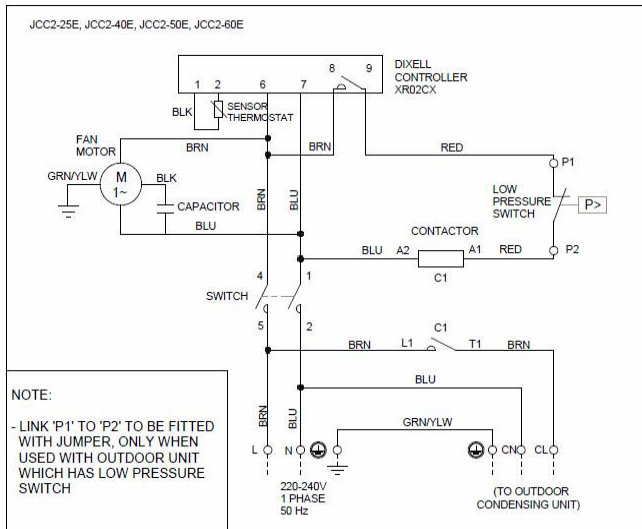 JCC2-25E, JCC2-40E, JCC2-50E, JCC2-60E
DIXELL
CONTROLLER
XR02CX
1 2 6 7 8 9
BLK
SENSOR
THERMOSTAT
FAN
MOTOR
BRN
BRN
RED
P1
GRN/YLW
M
1~
BLK
CAPACITOR
BRN
BLU
LOW
PRESSURE
SWITCH
P>
BLU
CONTACTOR
BLU A2 A1 RED
P2
C1
4 1
SWITCH
5 2
C1
BRN L1 T1 BRN
BLU
NOTE:
- LINK 'P1' TO 'P2' TO BE FITTED
WITH JUMPER, ONLY WHEN
USED WITH OUTDOOR UNIT
WHICH HAS LOW PRESSURE
SWITCH
BRN
BLU
GRN/YLW
L N CN CL
220-240V
1 PHASE
50 Hz
(TO OUTDOOR
CONDENSING UNIT)